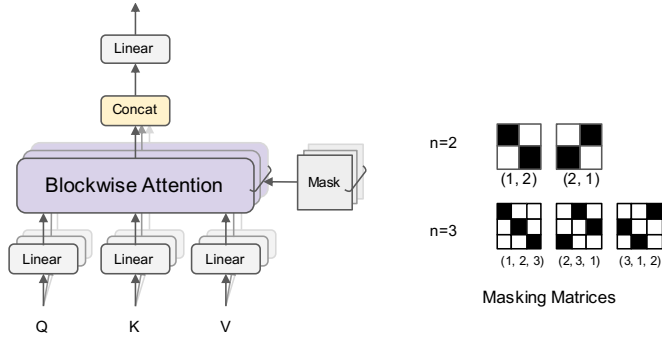 Linear
Concat
Blockwise Attention
Mask
Linear
Linear
Linear
Q
K
V
n=2
(1, 2)
(2, 1)
n=3
(1, 2, 3)
(2, 3, 1)
(3, 1, 2)
Masking Matrices